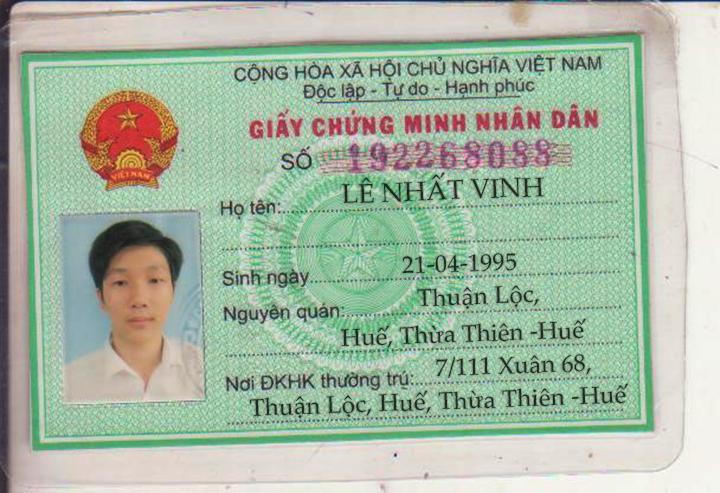 CỘNG HÒA XÃ HỘI CHỦ NGHĨA VIỆT NAM
Độc lập - Tự do - Hạnh phúc
GIẤY CHỨNG MINH NHÂN DÂN
SỐ 192268088
Họ tên: LÊ NHẤT VINH
Sinh ngày 21-04-1995
Nguyên quán: Thuận Lộc,
Huế, Thừa Thiên -Huế
Nơi ĐKHK thường trú: 7/111 Xuân 68,
Thuận Lộc, Huế, Thừa Thiên -Huế
VIỆT NAM